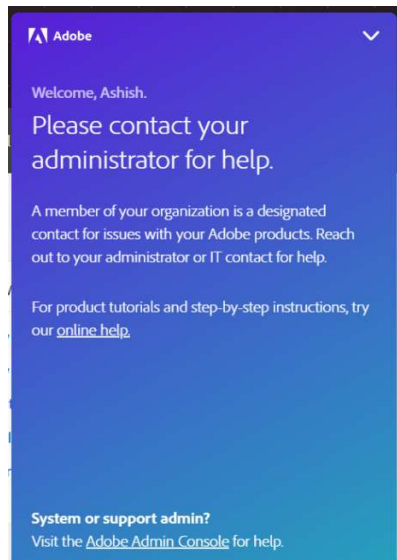 Adobe
Welcome, Ashish.
Please contact your
administrator for help.
A member of your organization is a designated
contact for issues with your Adobe products. Reach
out to your administrator or IT contact for help.
For product tutorials and step-by-step instructions, try
our online help.
System or support admin?
Visit the Adobe Admin Console for help.